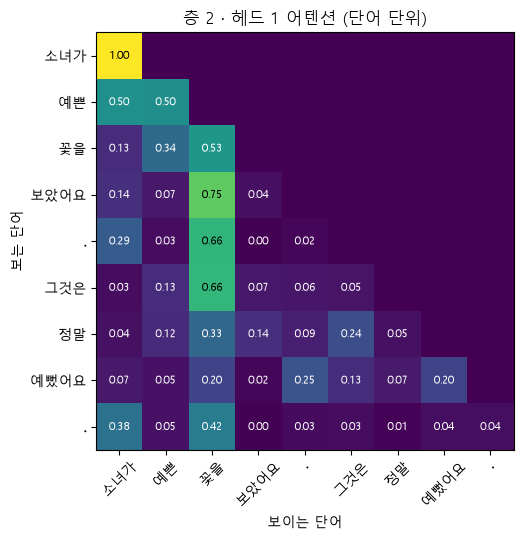 층 2 · 헤드 1 어텐션 (단어 단위)
소녀가 1.00
예쁜 0.50 0.50
꽃을 0.13 0.34 0.53
보았어요 0.14 0.07 0.75 0.04
. 0.29 0.03 0.66 0.00 0.02
그것은 0.03 0.13 0.66 0.07 0.06 0.05
정말 0.04 0.12 0.33 0.14 0.09 0.24 0.05
예뻤어요 0.07 0.05 0.20 0.02 0.25 0.13 0.07 0.20
. 0.38 0.05 0.42 0.00 0.03 0.03 0.01 0.04 0.04
소녀가 예쁜 꽃을 보았어요 . 그것은 정말 예뻤어요 .
보이는 단어
보는 단어